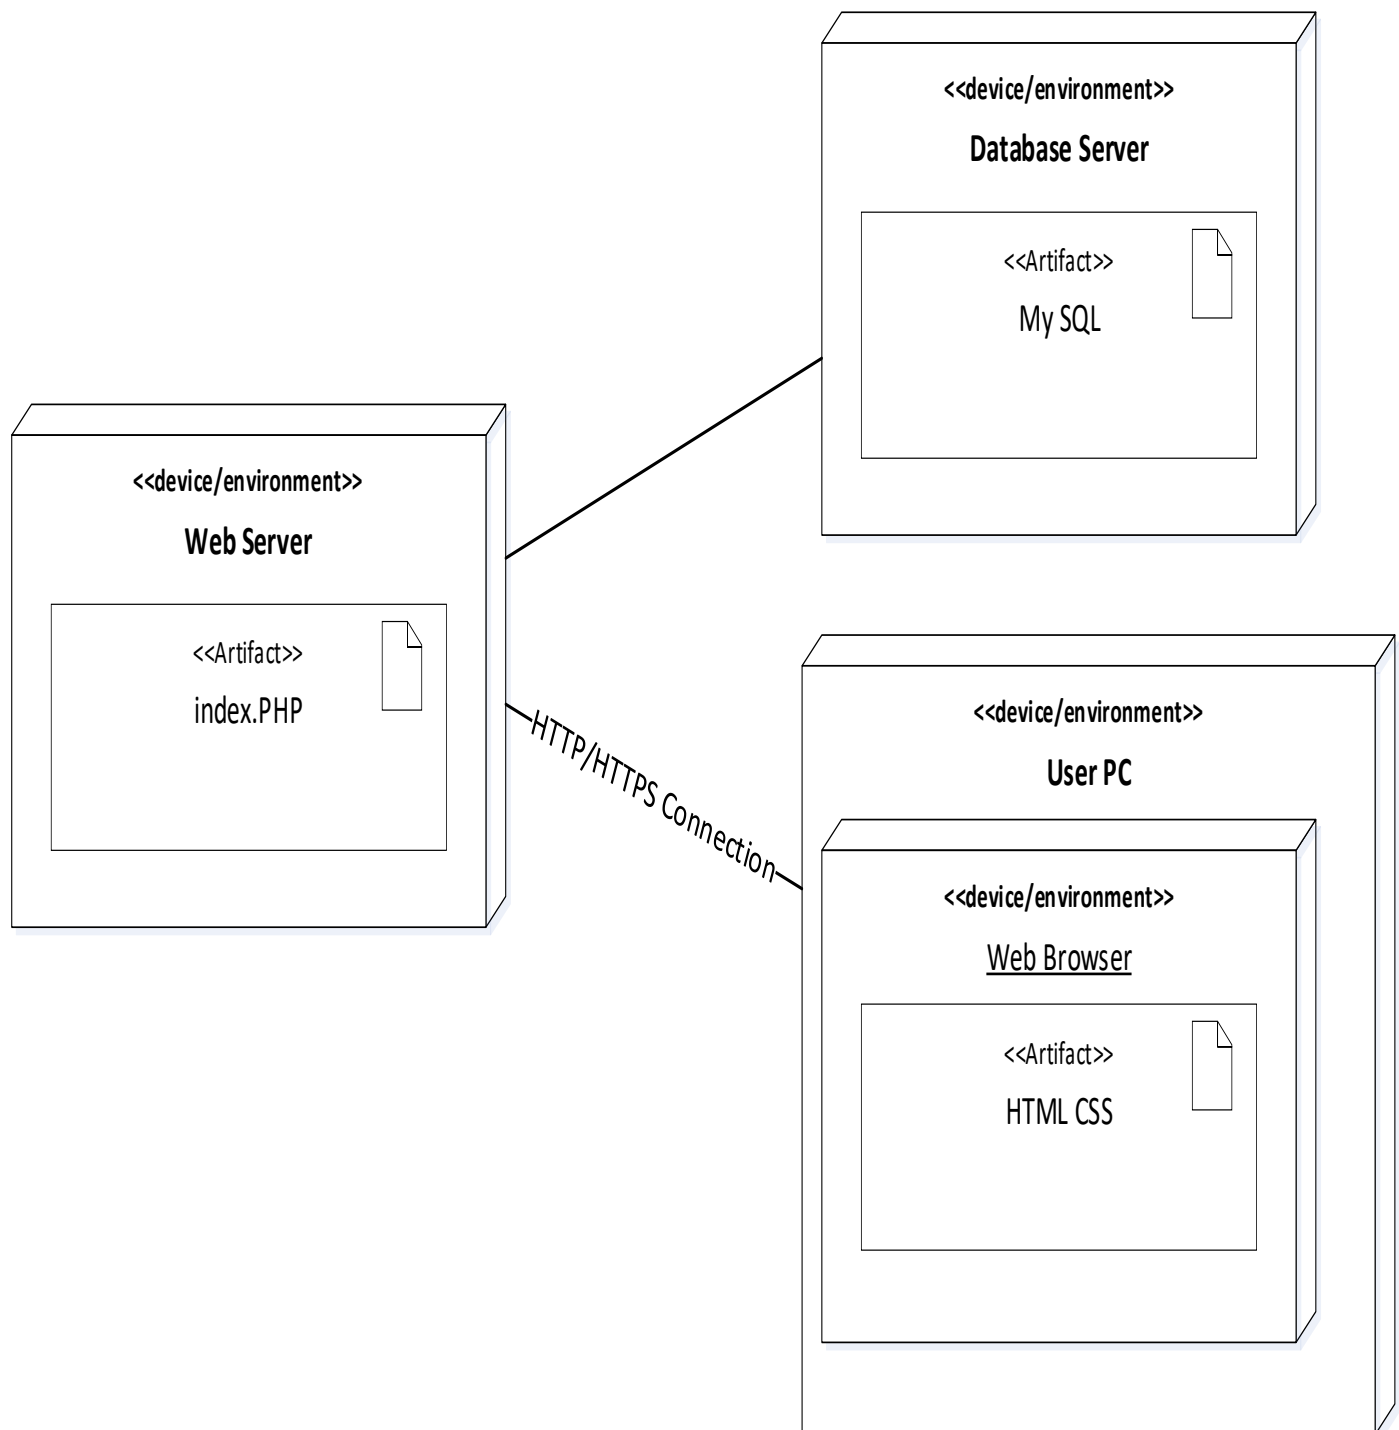 <<device/environment>>
Database Server
<<Artifact>>
My SQL
<<device/environment>>
Web Server
<<Artifact>>
index.PHP
HTTP/HTTPS Connection
<<device/environment>>
User PC
<<device/environment>>
Web Browser
<<Artifact>>
HTML CSS